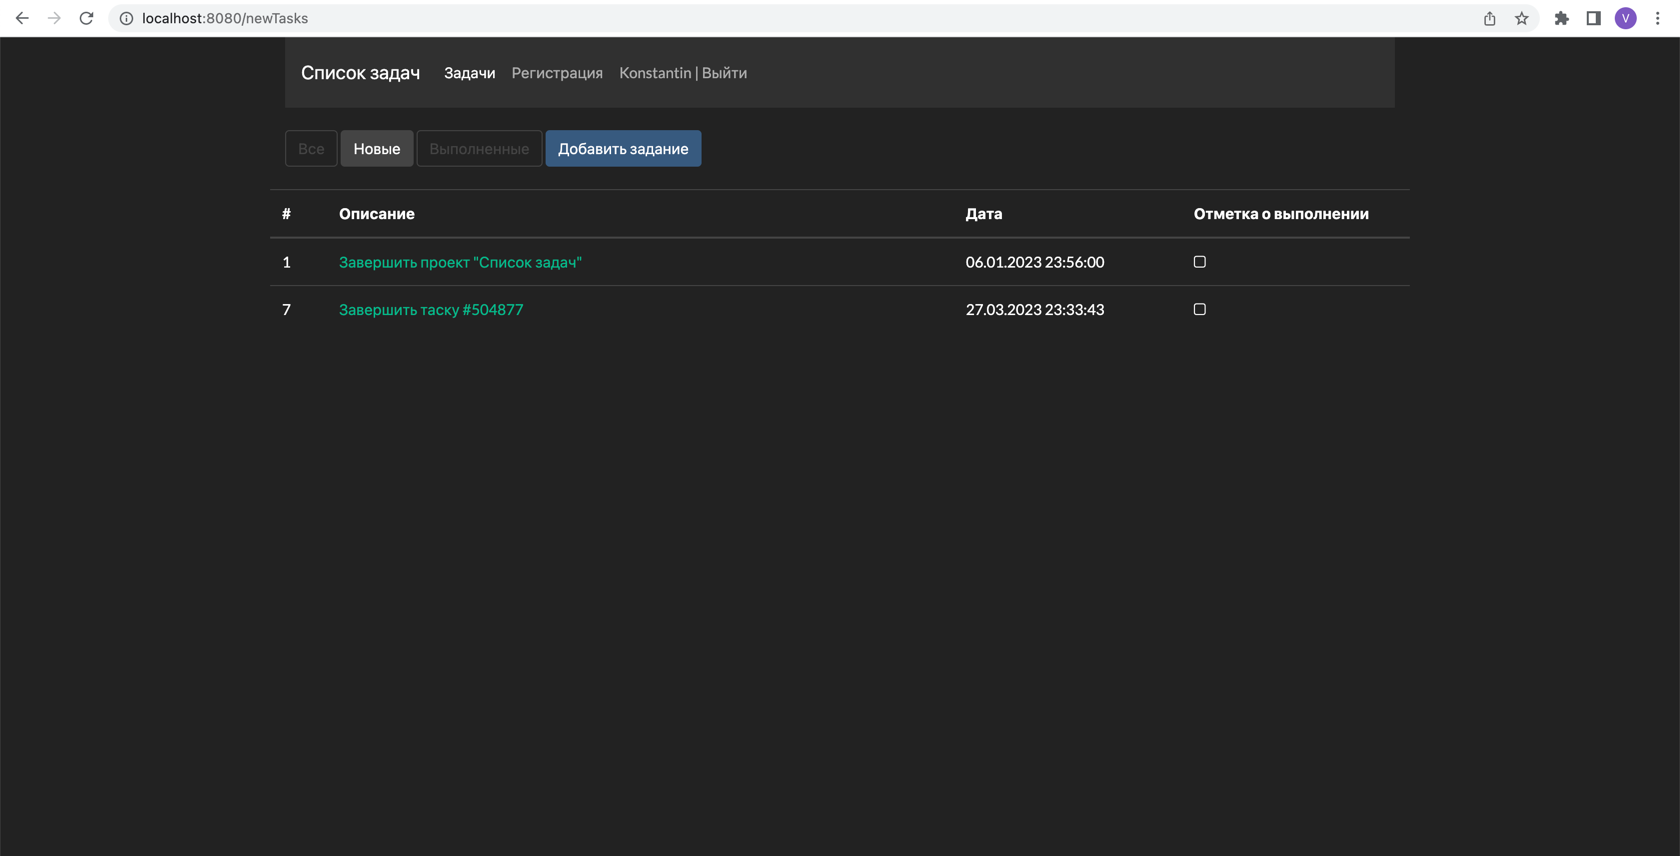 localhost:8080/newTasks
V
Список задач Задачи Регистрация Konstantin | Выйти
Все Новые Выполненные Добавить задание
# Описание Дата Отметка о выполнении
1 Завершить проект "Список задач" 06.01.2023 23:56:00
7 Завершить таску #504877 27.03.2023 23:33:43